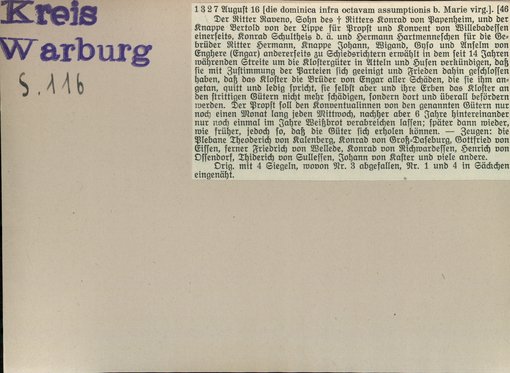 Kreis
Warburg
S. 116
1327 August 16 [die dominica infra octavam assumptionis b. Marie virg.]. [46
Der Ritter Raveno, Sohn des † Ritters Konrad von Papenheim, und der
Knappe Bertold von der Lippe für Propst und Konvent von Willebadessen
einerseits, Konrad Schultheis d. ä. und Hermann Hartmenneschen für die Ge-
brüder Ritter Hermann, Knappe Johann, Wigand, Gyso und Anselm von
Enghere (Engar) andererseits zu Schiedsrichtern erwählt in dem seit 14 Jahren
währenden Streite um die Klostergüter in Atteln und Husen verkündigen, daß
sie mit Zustimmung der Parteien sich geeinigt und Frieden dahin geschlossen
haben, daß das Kloster die Brüder von Engar aller Schäden, die sie ihm an-
getan, quitt und ledig spricht, sie selbst aber und ihre Erben das Kloster an
den strittigen Gütern nicht mehr schädigen, sondern dort und überall befördern
werden. Der Propst soll den Konventualinnen von den genannten Gütern nur
noch einen Monat lang jeden Mittwoch, nachher aber 6 Jahre hintereinander
nur noch einmal im Jahre Weißbrot verabreichen lassen; später dann wieder,
wie früher, jedoch so, daß die Güter sich erholen können. — Zeugen: die
Plebane Theoderich von Kalenberg, Konrad von Groß-Daseburg, Gottfried von
Eissen, ferner Friedrich von Wellede, Konrad von Richwardessen, Henrich von
Ossendorf, Thiderich von Sullessen, Johann von Kaster und viele andere.
Orig. mit 4 Siegeln, wovon Nr. 3 abgefallen, Nr. 1 und 4 in Säckchen
eingenäht.